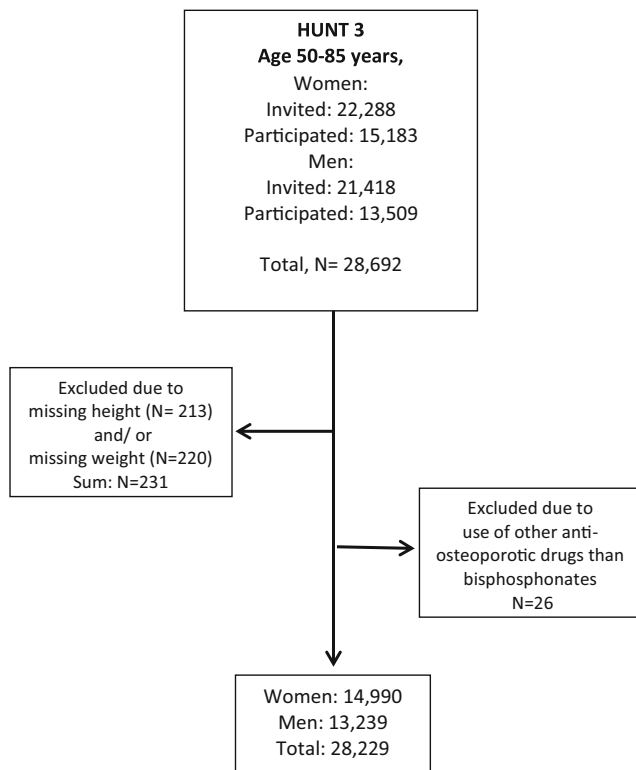 HUNT 3
Age 50-85 years,
Women:
Invited: 22,288
Participated: 15,183
Men:
Invited: 21,418
Participated: 13,509
Total, N= 28,692
Excluded due to
missing height (N= 213)
and/ or
missing weight (N=220)
Sum: N=231
Excluded due to
use of other anti-
osteoporotic drugs than
bisphosphonates
N=26
Women: 14,990
Men: 13,239
Total: 28,229